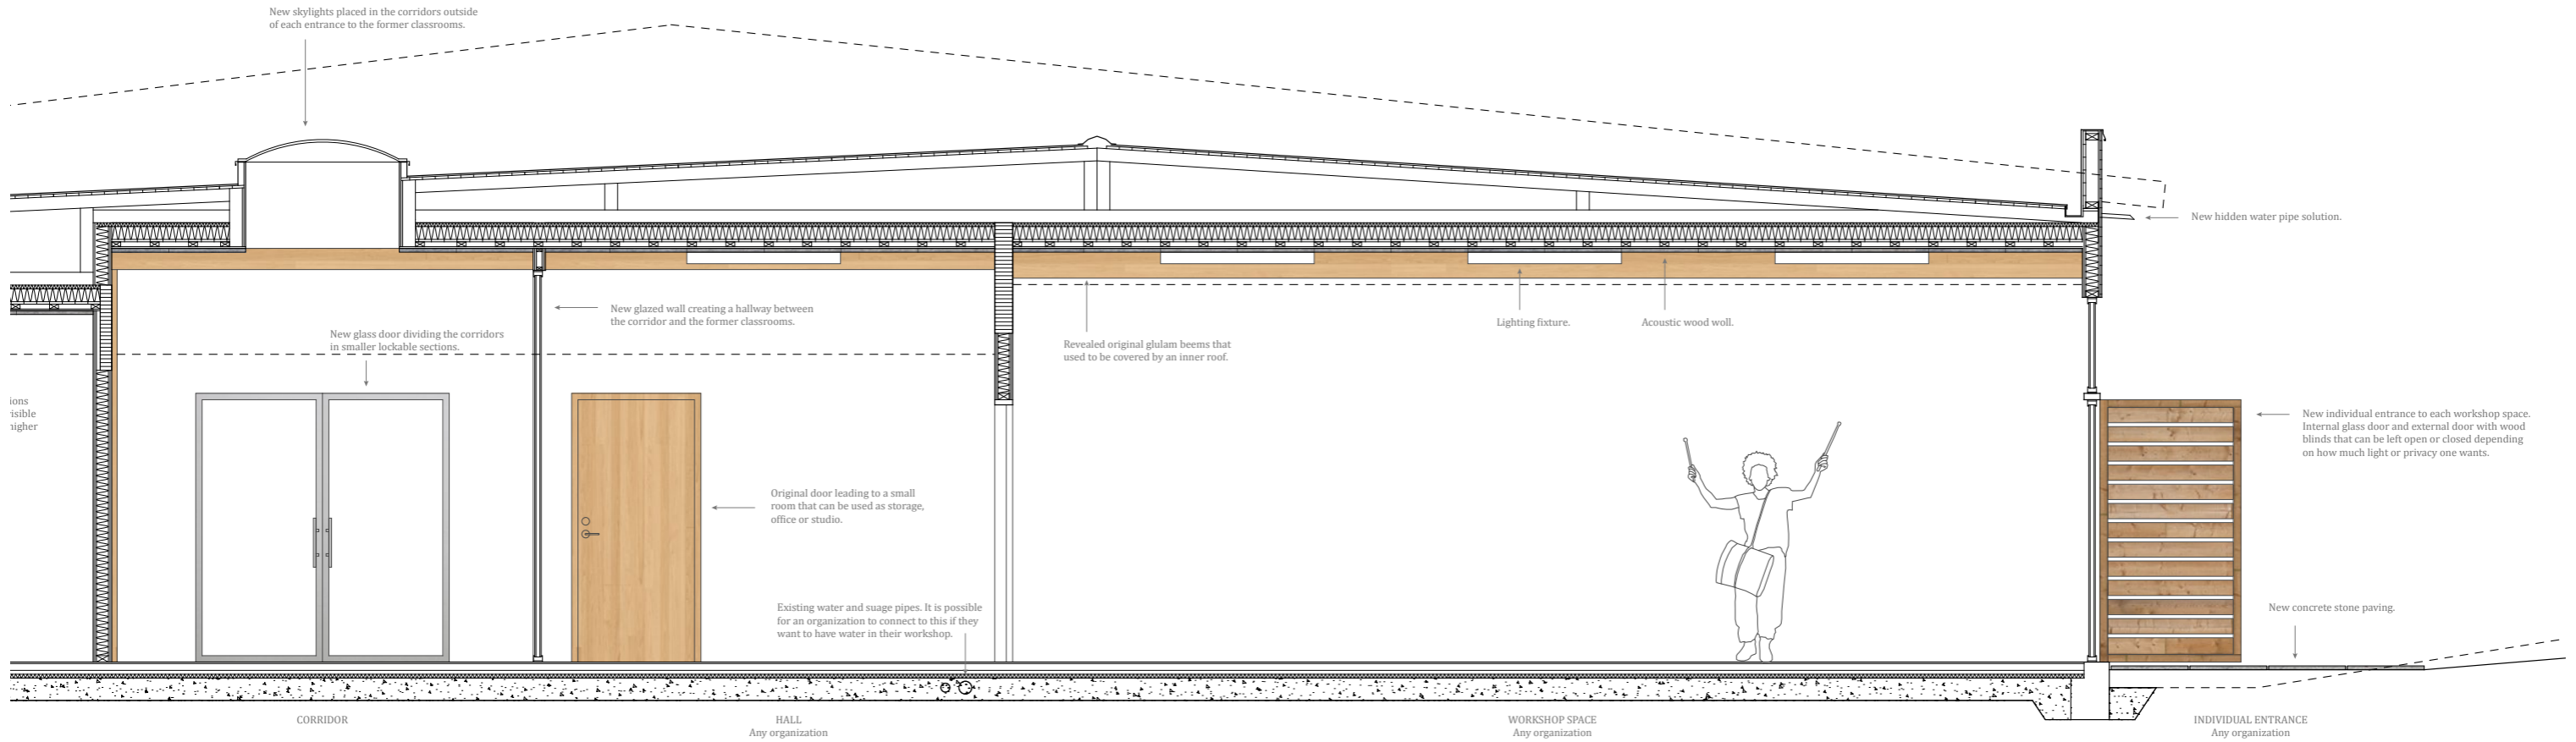 New skylights placed in the corridors outside
of each entrance to the former classrooms.
New hidden water pipe solution.
New glazed wall creating a hallway between
the corridor and the former classrooms.
New glass door dividing the corridors
in smaller lockable sections.
Lighting fixture.
Acoustic wood woll.
Revealed original glulam beems that
used to be covered by an inner roof.
ions
risible
higher
New individual entrance to each workshop space.
Internal glass door and external door with wood
blinds that can be left open or closed depending
on how much light or privacy one wants.
Original door leading to a small
room that can be used as storage,
office or studio.
Existing water and suage pipes. It is possible
for an organization to connect to this if they
want to have water in their workshop.
New concrete stone paving.
CORRIDOR
HALL
Any organization
WORKSHOP SPACE
Any organization
INDIVIDUAL ENTRANCE
Any organization